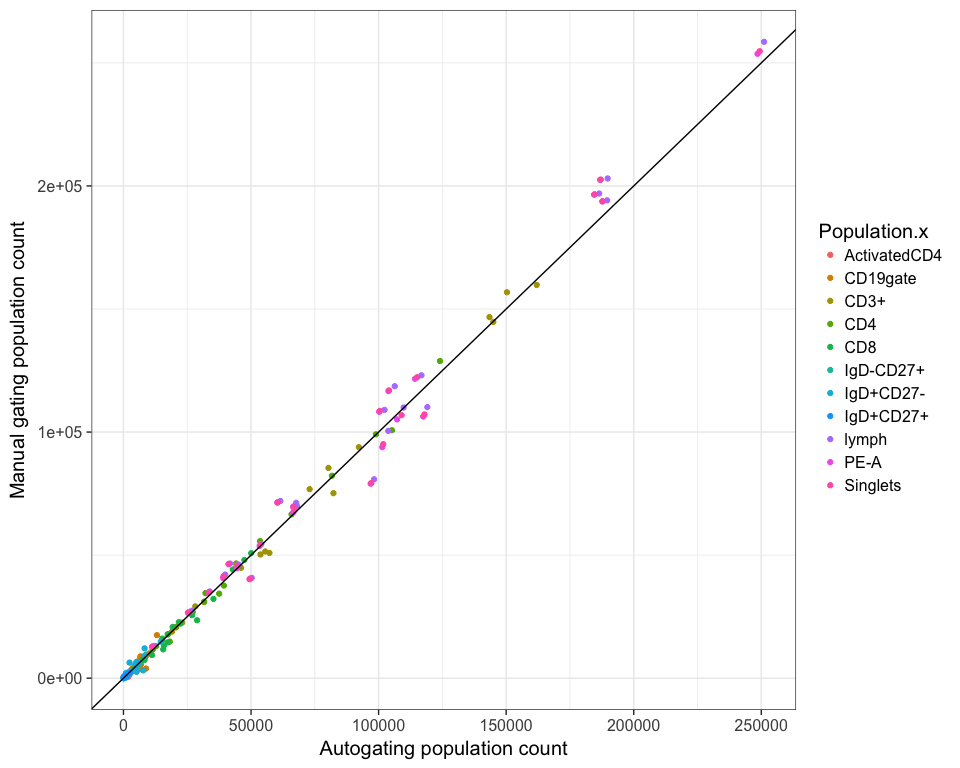 Manual gating population count
2e+05
1e+05
0e+00
0
50000
100000
150000
200000
250000
Autogating population count
Population.x
ActivatedCD4
CD19gate
CD3+
CD4
CD8
IgD-CD27+
IgD+CD27-
IgD+CD27+
lymph
PE-A
Singlets